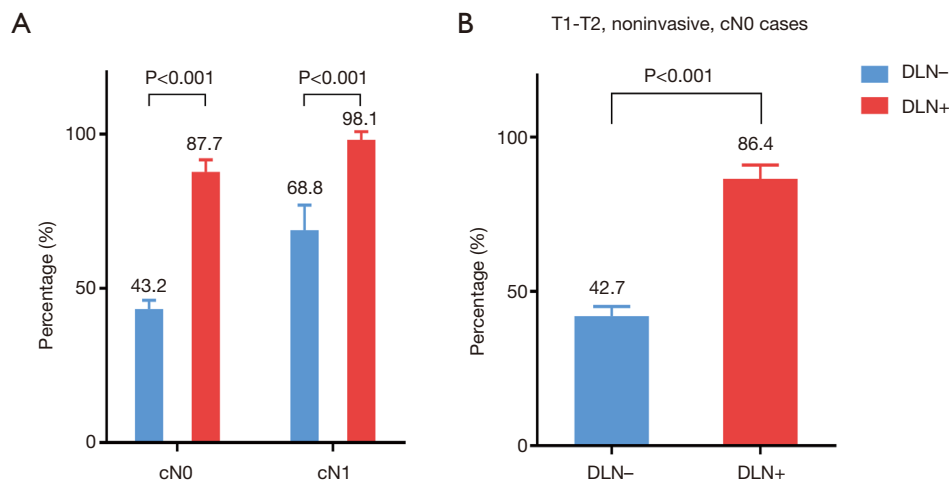 A
P<0.001
P<0.001
100
87.7
98.1
68.8
50
43.2
0
Percentage (%)
cN0
cN1
B
T1-T2, noninvasive, cN0 cases
P<0.001
100
86.4
50
42.7
0
Percentage (%)
DLN–
DLN+
DLN–
DLN+